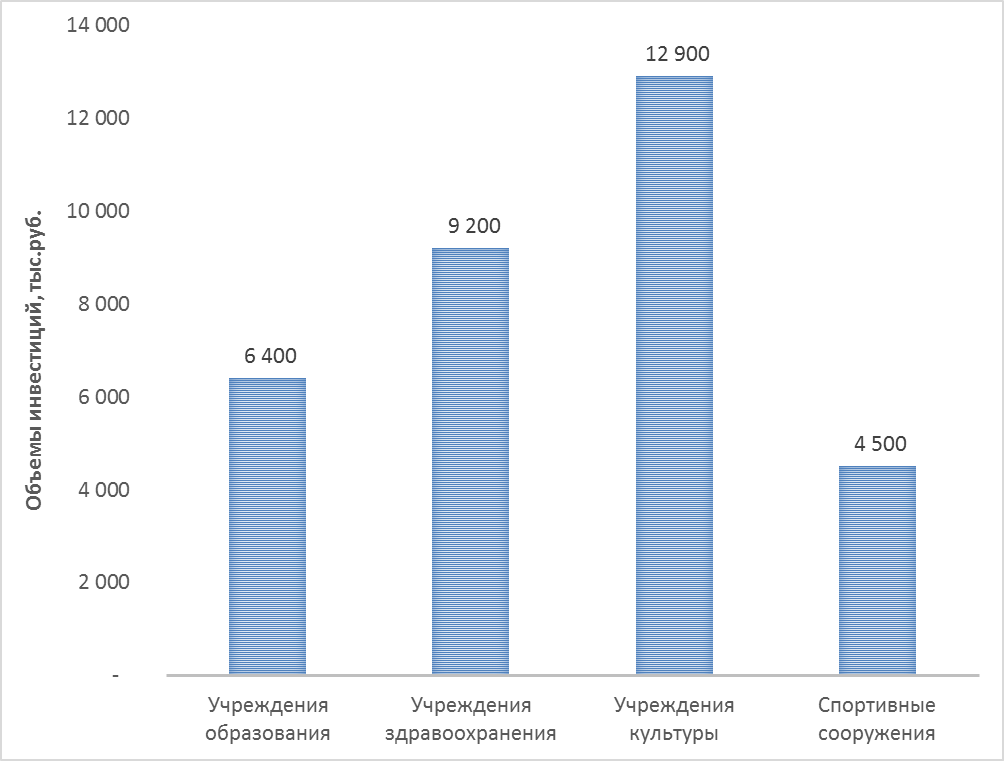 14 000
12 000
10 000
8 000
6 000
4 000
2 000
-
Объемы инвестиций, тыс.руб.
6 400
9 200
12 900
4 500
Учреждения
образования
Учреждения
здравоохранения
Учреждения
культуры
Спортивные
сооружения